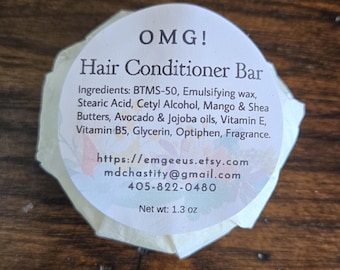 OMG!
Hair Conditioner Bar
Ingredients: BTMS-50, Emulsifying wax,
Stearic Acid, Cetyl Alcohol, Mango & Shea
Butters, Avocado & Jojoba oils, Vitamin E,
Vitamin B5, Glycerin, Optiphen, Fragrance.
https://emgeeus.etsy.com
mdchastify@gmail.com
405-822-0480
Net wt: 1.3 oz